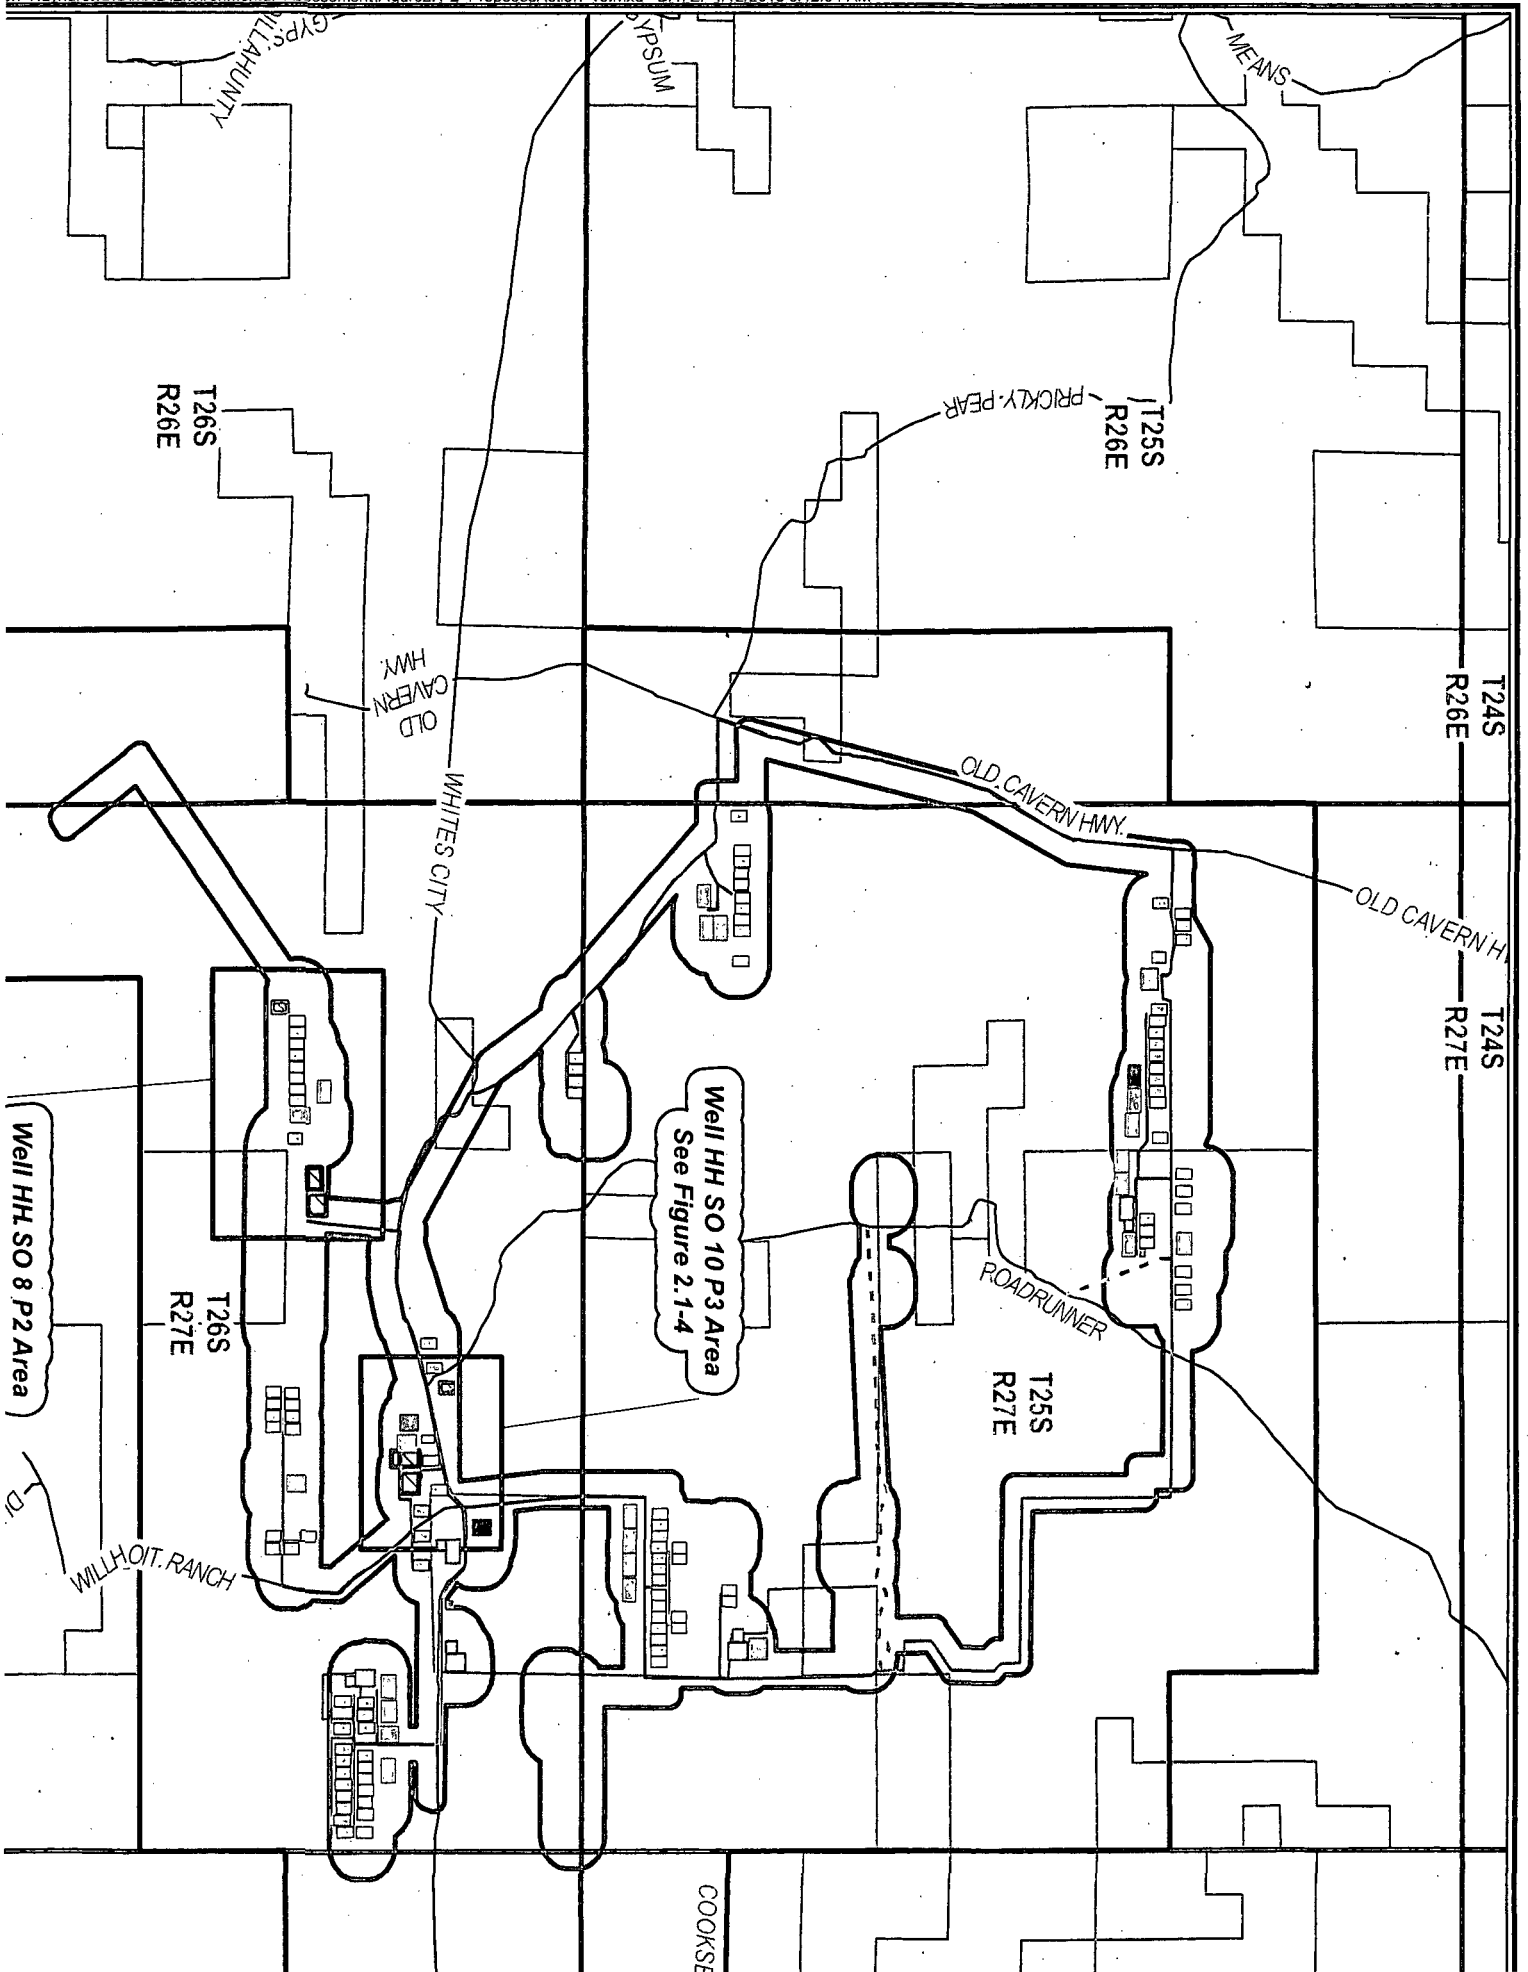 MEANS
GYPSUM
T24S
R26E
T24S
R27E
T25S
R26E
PRICKLY PEAR
OLD CAVERN HWY.
OLD CAVERN H
T25S
R27E
ROADRUNNER
Well HH SO 10 P3 Area
See Figure 2.1-4
T26S
R26E
OLD
CAVERN
HWY.
WHITES CITY
T26S
R27E
Well HH SO 8 P2 Area
WILLHOIT RANCH
COOKSE